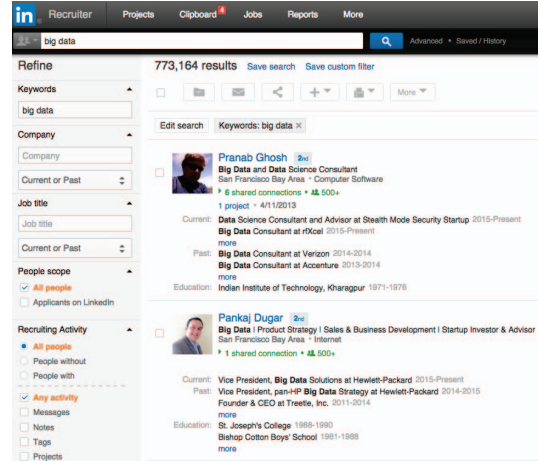 in Recruiter Projects Clipboard 4 Jobs Reports More
big data Advanced • Saved / History
Refine
Keywords
big data
Company
Company
Current or Past
Job title
Job title
Current or Past
People scope
All people
Applicants on LinkedIn
Recruiting Activity
All people
People without
People with
Any activity
Messages
Notes
Tags
Projects
773,164 results Save search Save custom filter
More
Edit search Keywords: big data ×
Pranab Ghosh 2nd
Big Data and Data Science Consultant
San Francisco Bay Area • Computer Software
6 shared connections • 500+
1 project • 4/11/2013
Current: Data Science Consultant and Advisor at Stealth Mode Security Startup 2015-Present
Big Data Consultant at rfXcel 2015-Present
more
Past: Big Data Consultant at Verizon 2014-2014
Big Data Consultant at Accenture 2013-2014
more
Education: Indian Institute of Technology, Kharagpur 1971-1976
Pankaj Dugar 2nd
Big Data | Product Strategy | Sales & Business Development | Startup Investor & Advisor
San Francisco Bay Area • Internet
1 shared connection • 500+
Current: Vice President, Big Data Solutions at Hewlett-Packard 2015-Present
Past: Vice President, pan-HP Big Data Strategy at Hewlett-Packard 2014-2015
Founder & CEO at Treetle, Inc. 2011-2014
more
Education: St. Joseph's College 1988-1990
Bishop Cotton Boys' School 1981-1988
more